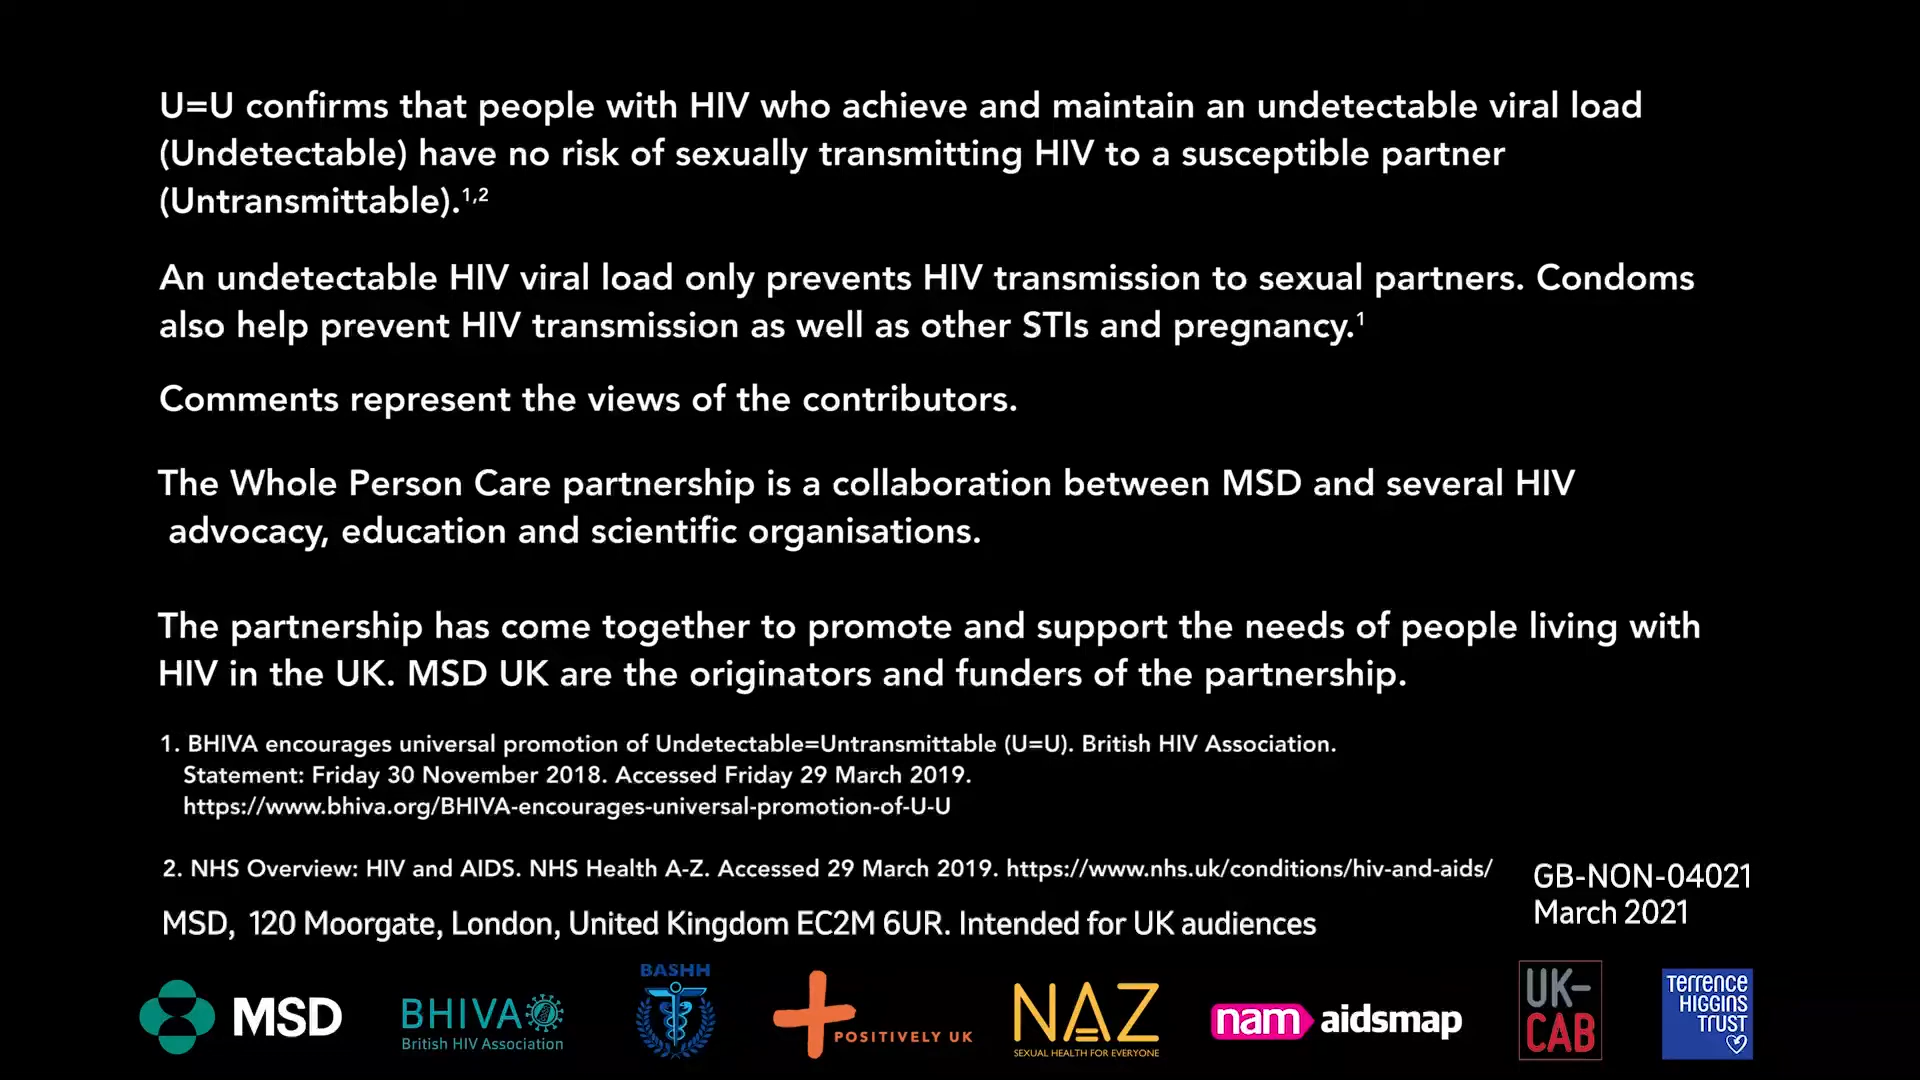 U=U confirms that people with HIV who achieve and maintain an undetectable viral load
(Undetectable) have no risk of sexually transmitting HIV to a susceptible partner
(Untransmittable).1,2
An undetectable HIV viral load only prevents HIV transmission to sexual partners. Condoms
also help prevent HIV transmission as well as other STIs and pregnancy.1
Comments represent the views of the contributors.
The Whole Person Care partnership is a collaboration between MSD and several HIV
advocacy, education and scientific organisations.
The partnership has come together to promote and support the needs of people living with
HIV in the UK. MSD UK are the originators and funders of the partnership.
1. BHIVA encourages universal promotion of Undetectable=Untransmittable (U=U). British HIV Association.
Statement: Friday 30 November 2018. Accessed Friday 29 March 2019.
https://www.bhiva.org/BHIVA-encourages-universal-promotion-of-U-U
2. NHS Overview: HIV and AIDS. NHS Health A-Z. Accessed 29 March 2019. https://www.nhs.uk/conditions/hiv-and-aids/
GB-NON-04021
March 2021
MSD, 120 Moorgate, London, United Kingdom EC2M 6UR. Intended for UK audiences
MSD
BHIVA
British HIV Association
BASHH
POSITIVELY UK
NAZ
SEXUAL HEALTH FOR EVERYONE
nam aidsmap
UK-
CAB
Terrence
HIGGINS
TRUST